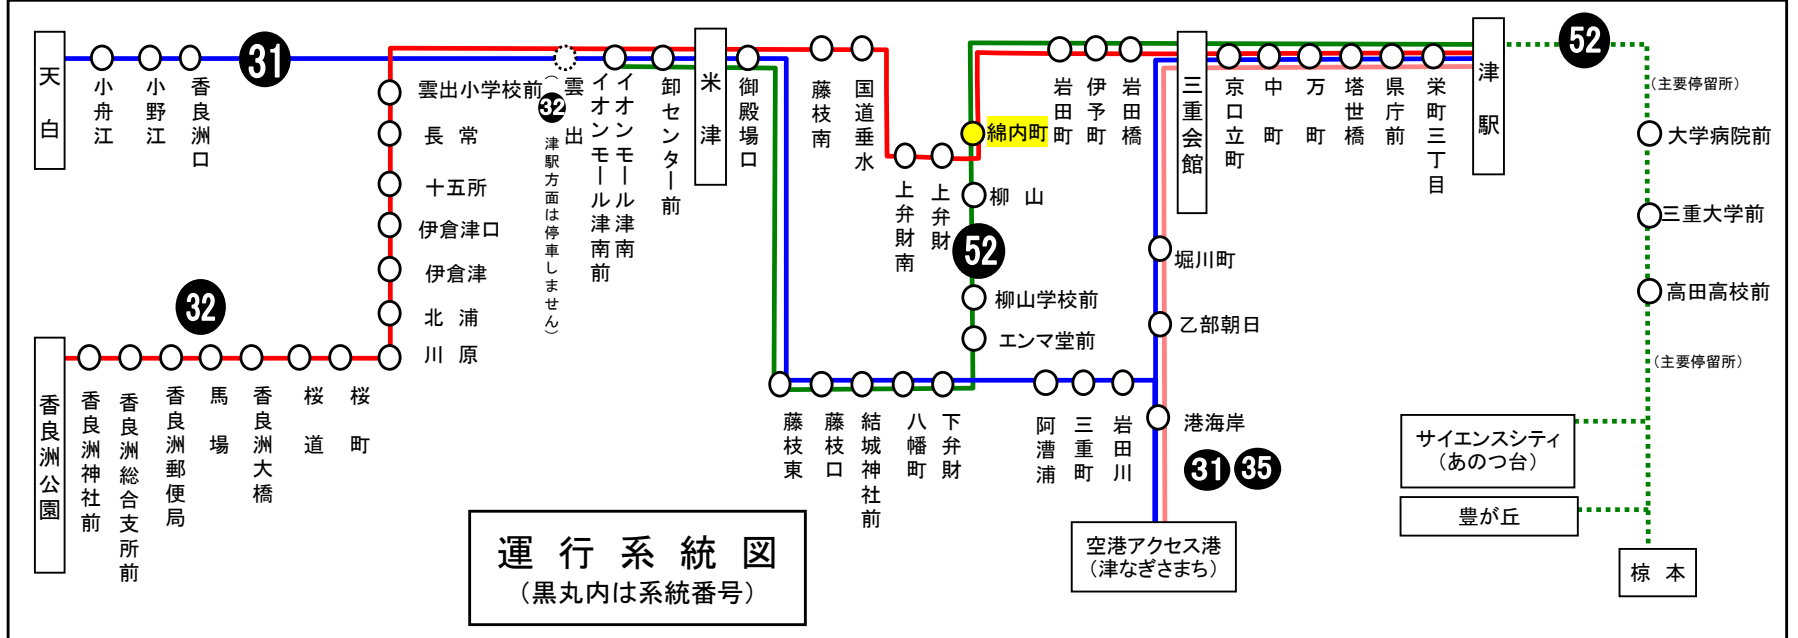 天白
小舟江
小野江
香良洲口
31
雲出小学校前
長常
十五所
伊倉津口
伊倉津
北浦
川原
32
香良洲公園
香良洲神社前
香良洲総合支所前
香良洲郵便局
馬場
香良洲大橋
桜道
桜町
雲出
（32津駅方面は停車しません）
イオンモール津南前
イオンモール津南
卸センター前
米津
御殿場口
藤枝南
国道垂水
上弁財南
上弁財
綿内町
柳山
52
柳山学校前
エンマ堂前
藤枝東
藤枝口
結城神社前
八幡町
下弁財
阿漕浦
三重町
岩田川
岩田町
伊予町
岩田橋
三重会館
京口立町
中町
万町
塔世橋
県庁前
栄町三丁目
津駅
堀川町
乙部朝日
港海岸
31 35
空港アクセス港
（津なぎさまち）
52
（主要停留所）
大学病院前
三重大学前
高田高校前
（主要停留所）
サイエンスシティ
（あのつ台）
豊が丘
椋本
運行系統図
（黒丸内は系統番号）